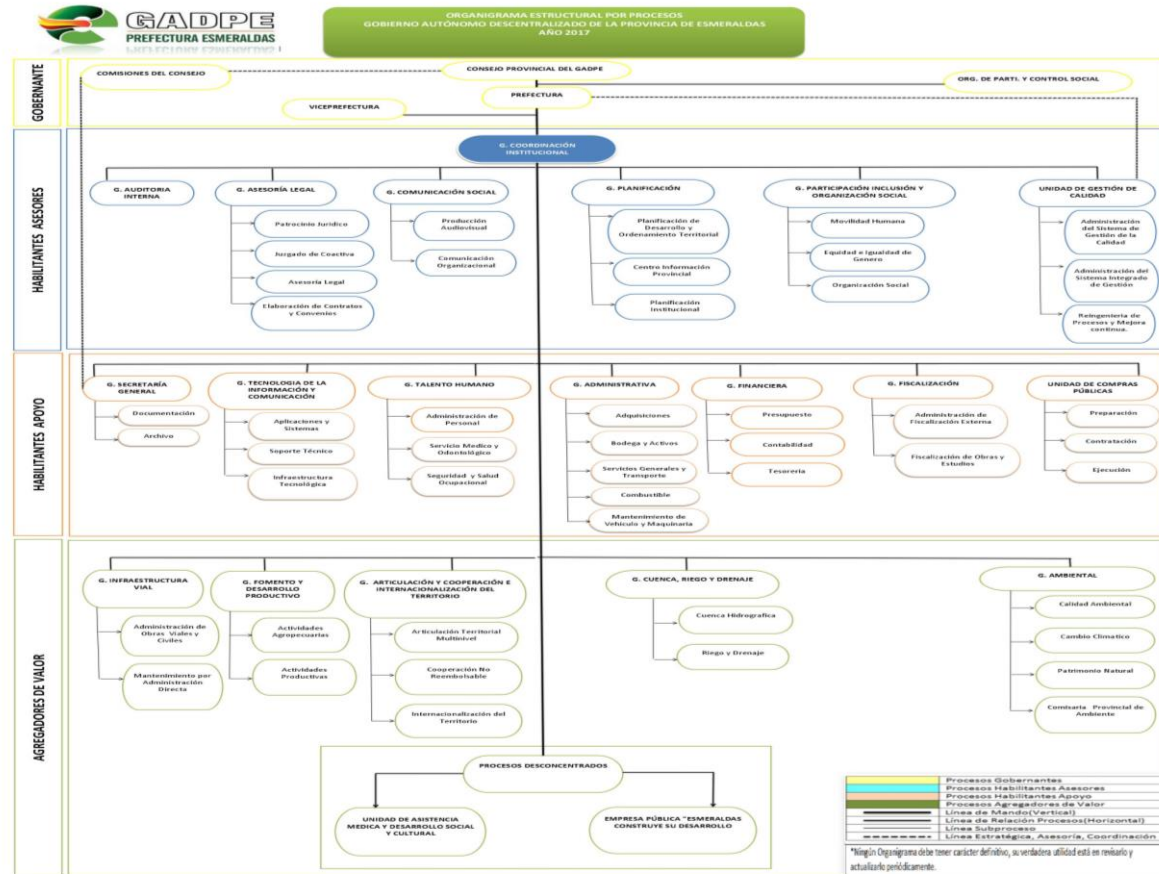 GADPE
PREFECTURA ESMERALDAS
ORGANIGRAMA ESTRUCTURAL POR PROCESOS
GOBIERNO AUTÓNOMO DESCENTRALIZADO DE LA PROVINCIA DE ESMERALDAS
AÑO 2017
GOBERNANTE
COMISIONES DEL CONSEJO
CONSEJO PROVINCIAL DEL GADPE
ORG. DE PARTI. Y CONTROL SOCIAL
PREFECTURA
VICEPREFECTURA
HABILITANTES ASESORES
G. COORDINACIÓN
INSTITUCIONAL
G. AUDITORIA
INTERNA
G. ASESORÍA LEGAL
Patrocinio Jurídico
Juzgado de Coactiva
Asesoría Legal
Elaboración de Contratos
y Convenios
G. COMUNICACIÓN SOCIAL
Producción
Audiovisual
Comunicación
Organizacional
G. PLANIFICACIÓN
Planificación de
Desarrollo y
Ordenamiento Territorial
Centro Información
Provincial
Planificación
Institucional
G. PARTICIPACIÓN INCLUSIÓN Y
ORGANIZACIÓN SOCIAL
Movilidad Humana
Equidad e Igualdad de
Genero
Organización Social
UNIDAD DE GESTIÓN DE
CALIDAD
Administración
del Sistema de
Gestión de la
Calidad
Administración del
Sistema Integrado
de Gestión
Reingeniería de
Procesos y Mejora
continua.
HABILITANTES APOYO
G. SECRETARÍA
GENERAL
Documentación
Archivo
G. TECNOLOGIA DE LA
INFORMACIÓN Y
COMUNICACIÓN
Aplicaciones y
Sistemas
Soporte Técnico
Infraestructura
Tecnológica
G. TALENTO HUMANO
Administración de
Personal
Servicio Medico y
Odontológico
Seguridad y Salud
Ocupacional
G. ADMINISTRATIVA
Adquisiciones
Bodega y Activos
Servicios Generales y
Transporte
Combustible
Mantenimiento de
Vehículo y Maquinaria
G. FINANCIERA
Presupuesto
Contabilidad
Tesorería
G. FISCALIZACIÓN
Administración de
Fiscalización Externa
Fiscalización de Obras y
Estudios
UNIDAD DE COMPRAS
PÚBLICAS
Preparación
Contratación
Ejecución
AGREGADORES DE VALOR
G. INFRAESTRUCTURA
VIAL
Administración de
Obras Viales y
Civiles
Mantenimiento por
Administración
Directa
G. FOMENTO Y
DESARROLLO
PRODUCTIVO
Actividades
Agropecuarias
Actividades
Productivas
G. ARTICULACIÓN Y COOPERACIÓN E
INTERNACIONALIZACIÓN DEL
TERRITORIO
Articulación Territorial
Multinivel
Cooperación No
Reembolsable
Internacionalización del
Territorio
G. CUENCA, RIEGO Y DRENAJE
Cuenca Hidrografica
Riego y Drenaje
G. AMBIENTAL
Calidad Ambiental
Cambio Climatico
Patrimonio Natural
Comisaria Provincial de
Ambiente
PROCESOS DESCONCENTRADOS
UNIDAD DE ASISTENCIA
MEDICA Y DESARROLLO SOCIAL
Y CULTURAL
EMPRESA PÚBLICA "ESMERALDAS
CONSTRUYE SU DESARROLLO
Procesos Gobernantes
Procesos Habilitantes Asesores
Procesos Habilitantes Apoyo
Procesos Agregadores de Valor
Línea de Mando(Vertical)
Línea de Relación Procesos(Horizontal)
Línea Subproceso
Línea Estratégica, Asesoría, Coordinación
*Ningún Organigrama debe tener carácter definitivo, su verdadera utilidad está en revisarlo y
actualizarlo periódicamente.